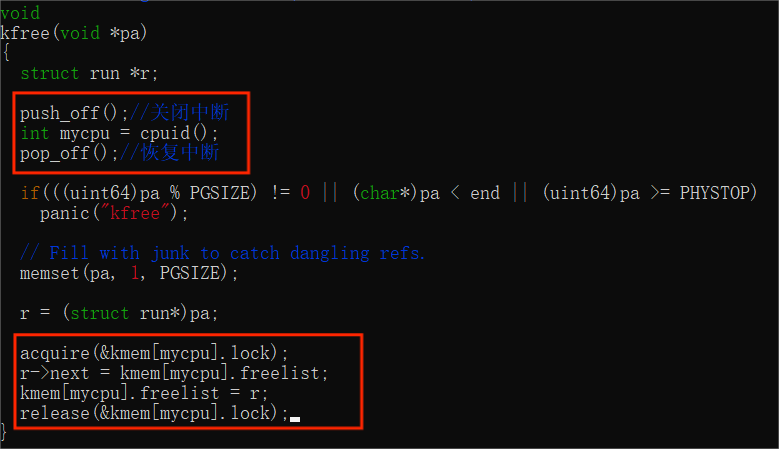 void
kfree(void *pa)
{
  struct run *r;
  push_off();//关闭中断
  int mycpu = cpuid();
  pop_off();//恢复中断
  if(((uint64)pa % PGSIZE) != 0 || (char*)pa < end || (uint64)pa >= PHYSTOP)
    panic("kfree");
  // Fill with junk to catch dangling refs.
  memset(pa, 1, PGSIZE);
  r = (struct run*)pa;
  acquire(&kmem[mycpu].lock);
  r->next = kmem[mycpu].freelist;
  kmem[mycpu].freelist = r;
  release(&kmem[mycpu].lock);
}